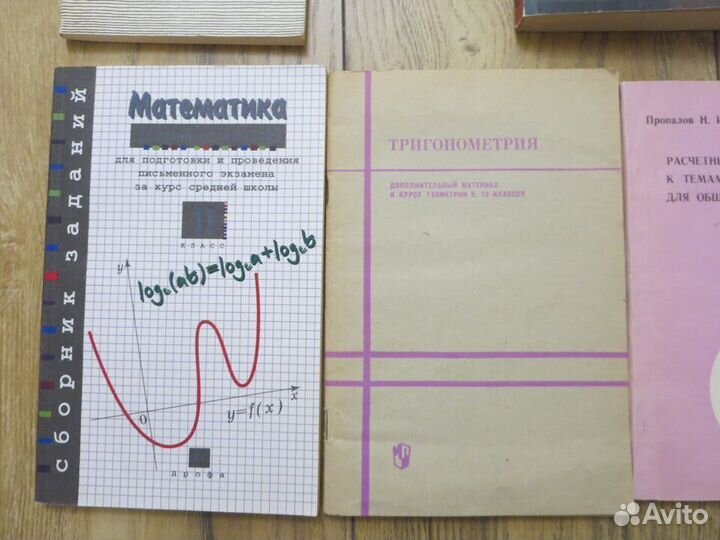 сборник заданий
Математика
для подготовки и проведения
письменного экзамена
за курс средней школы
11
класс
log_c(ab)=log_c a+log_c b
y
0
x
y=f(x)
дрофа
ТРИГОНОМЕТРИЯ
ДОПОЛНИТЕЛЬНЫЙ МАТЕРИАЛ
К КУРСУ ГЕОМЕТРИИ 9, 10 КЛАССОВ
Пропалов Н.
РАСЧЕТНЫ
К ТЕМАМ
ДЛЯ ОБЩ
Avito